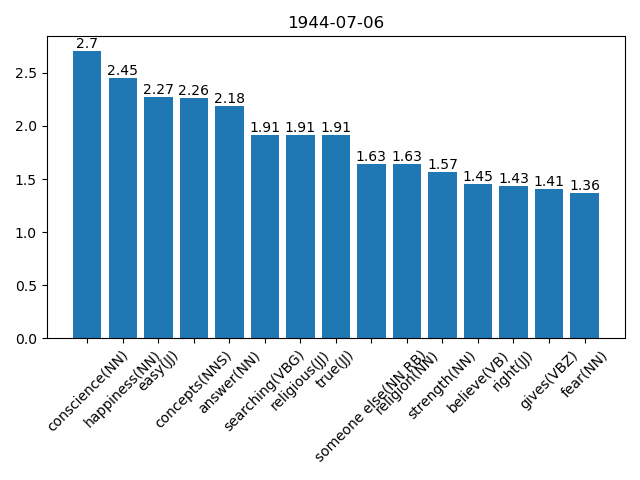 1944-07-06
2.7
2.45
2.27
2.26
2.18
1.91
1.91
1.91
1.63
1.63
1.57
1.45
1.43
1.41
1.36
2.5
2.0
1.5
1.0
0.5
0.0
conscience(NN)
happiness(NN)
easy(JJ)
concepts(NNS)
answer(NN)
searching(VBG)
religious(JJ)
true(JJ)
someone else(NN RB)
religion(NN)
strength(NN)
believe(VB)
right(JJ)
gives(VBZ)
fear(NN)